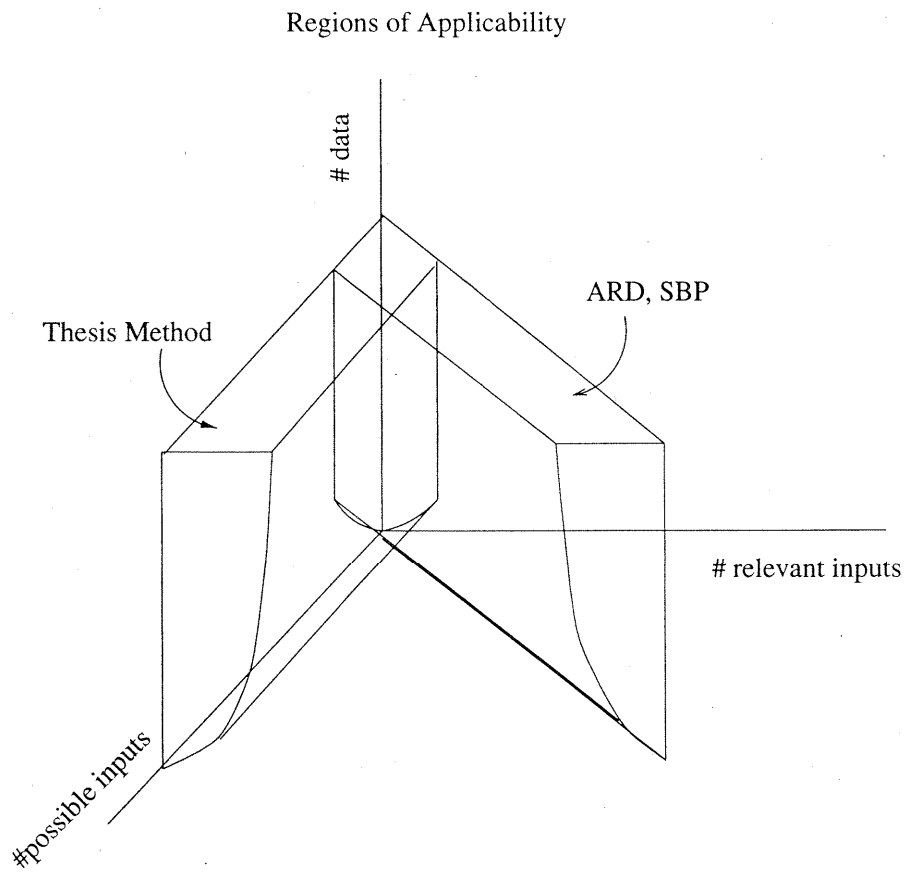 Regions of Applicability
# data
ARD, SBP
Thesis Method
# relevant inputs
#possible inputs